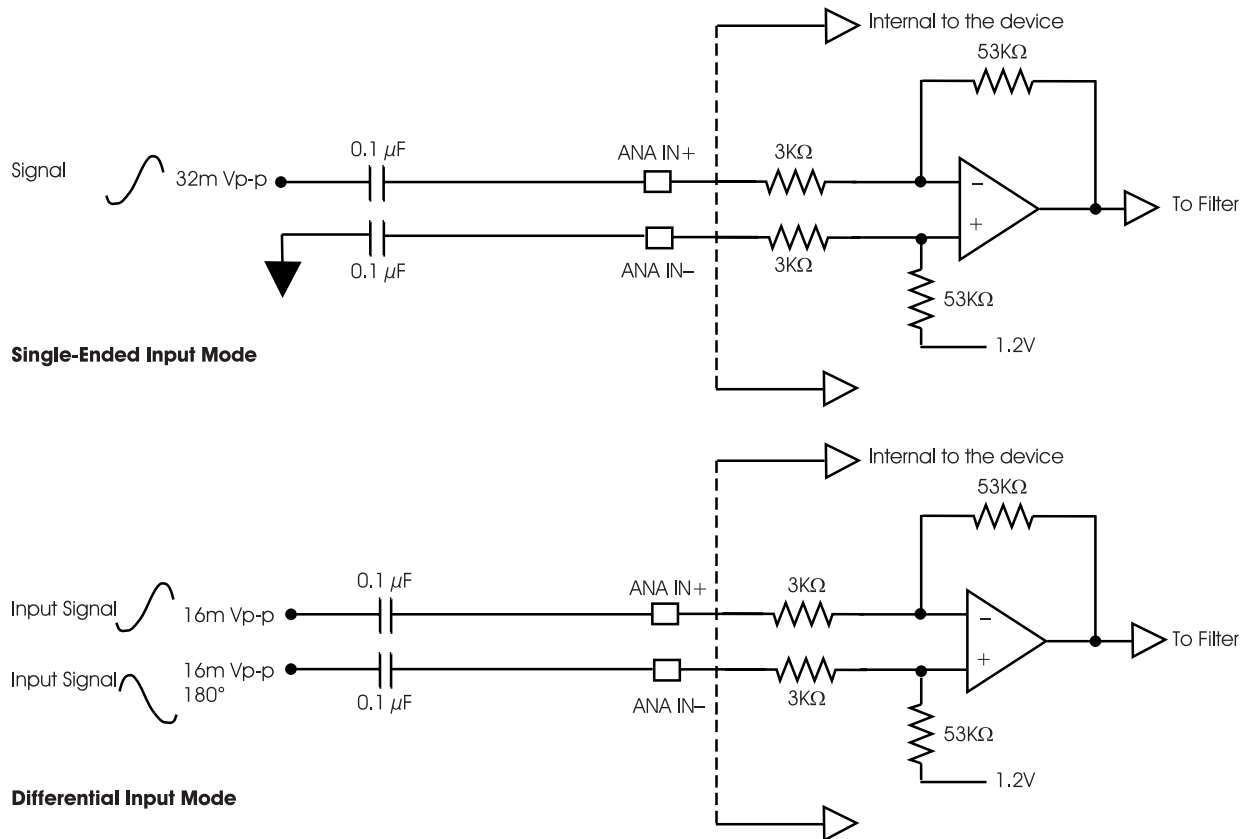 Internal to the device
53KΩ
0.1 µF
ANA IN+
3KΩ
Signal
32m Vp-p
−
To Filter
+
0.1 µF
ANA IN−
3KΩ
53KΩ
1.2V
Single-Ended Input Mode
Internal to the device
53KΩ
0.1 µF
ANA IN+
3KΩ
Input Signal
16m Vp-p
−
To Filter
+
Input Signal
16m Vp-p
180°
0.1 µF
ANA IN−
3KΩ
53KΩ
1.2V
Differential Input Mode